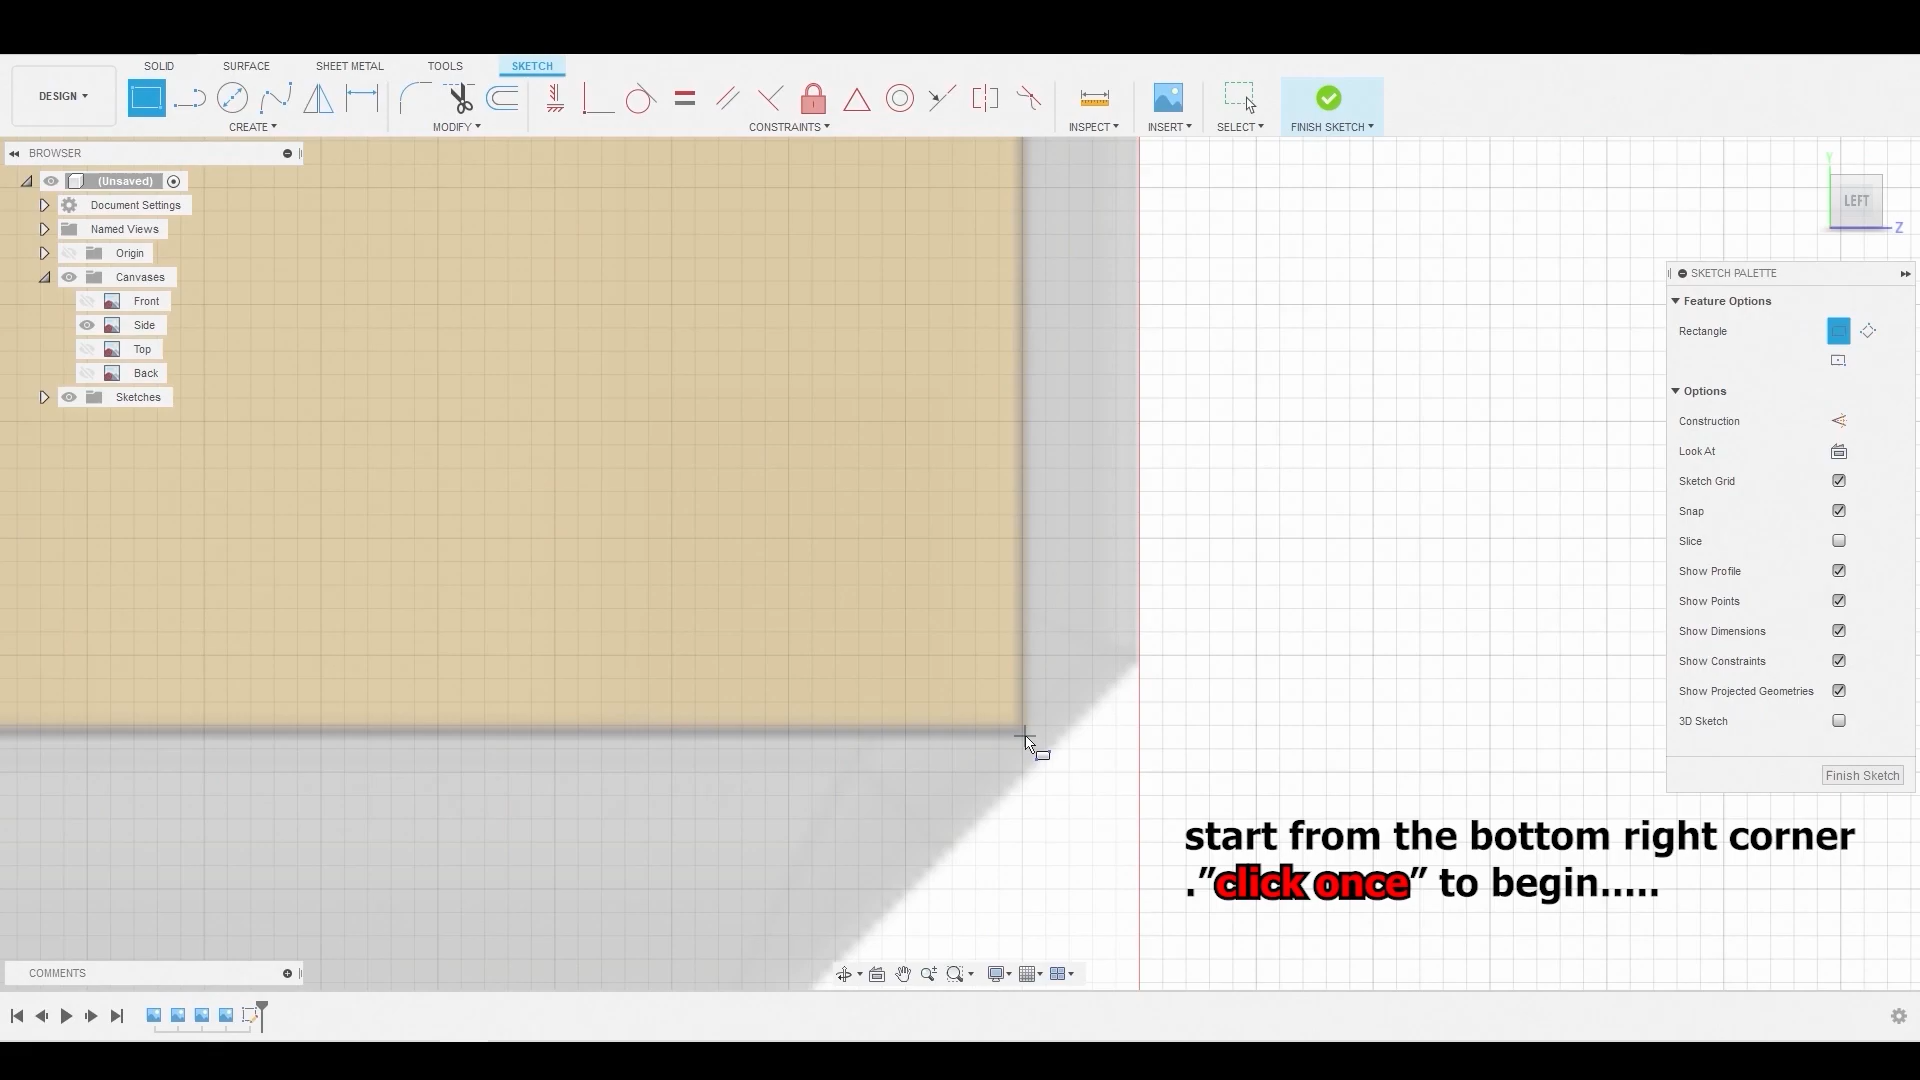 SOLID
SURFACE
SHEET METAL
TOOLS
SKETCH
DESIGN
CREATE
MODIFY
CONSTRAINTS
INSPECT
INSERT
SELECT
FINISH SKETCH
BROWSER
(Unsaved)
Document Settings
Named Views
Origin
Canvases
Front
Side
Top
Back
Sketches
Y
LEFT
Z
SKETCH PALETTE
Feature Options
Rectangle
Options
Construction
Look At
Sketch Grid
Snap
Slice
Show Profile
Show Points
Show Dimensions
Show Constraints
Show Projected Geometries
3D Sketch
Finish Sketch
start from the bottom right corner
.”click once” to begin.....
COMMENTS